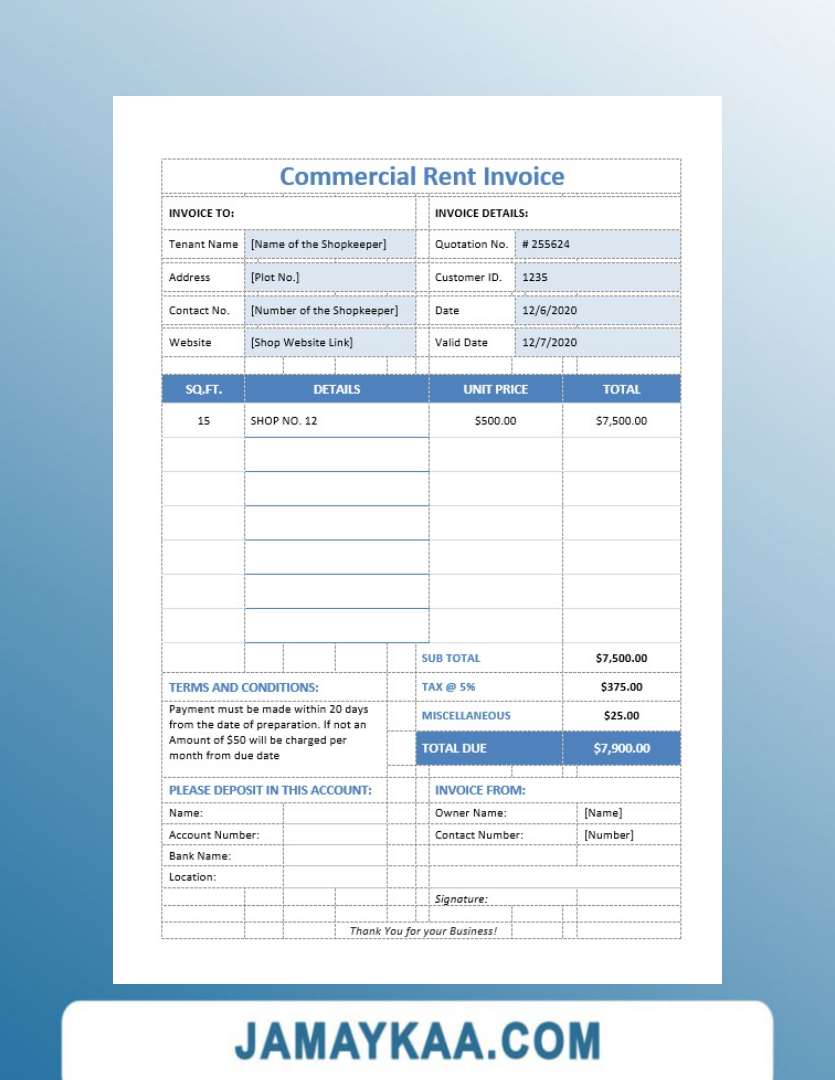 Commercial Rent Invoice
INVOICE TO: INVOICE DETAILS:
Tenant Name [Name of the Shopkeeper] Quotation No. # 255624
Address [Plot No.] Customer ID. 1235
Contact No. [Number of the Shopkeeper] Date 12/6/2020
Website [Shop Website Link] Valid Date 12/7/2020
SQ.FT. DETAILS UNIT PRICE TOTAL
15 SHOP NO. 12 $500.00 $7,500.00
SUB TOTAL $7,500.00
TERMS AND CONDITIONS: TAX @ 5% $375.00
Payment must be made within 20 days
from the date of preparation. If not an
Amount of $50 will be charged per
month from due date
MISCELLANEOUS $25.00
TOTAL DUE $7,900.00
PLEASE DEPOSIT IN THIS ACCOUNT: INVOICE FROM:
Name: Owner Name: [Name]
Account Number: Contact Number: [Number]
Bank Name:
Location:
Signature:
Thank You for your Business!
JAMAYKAA.COM